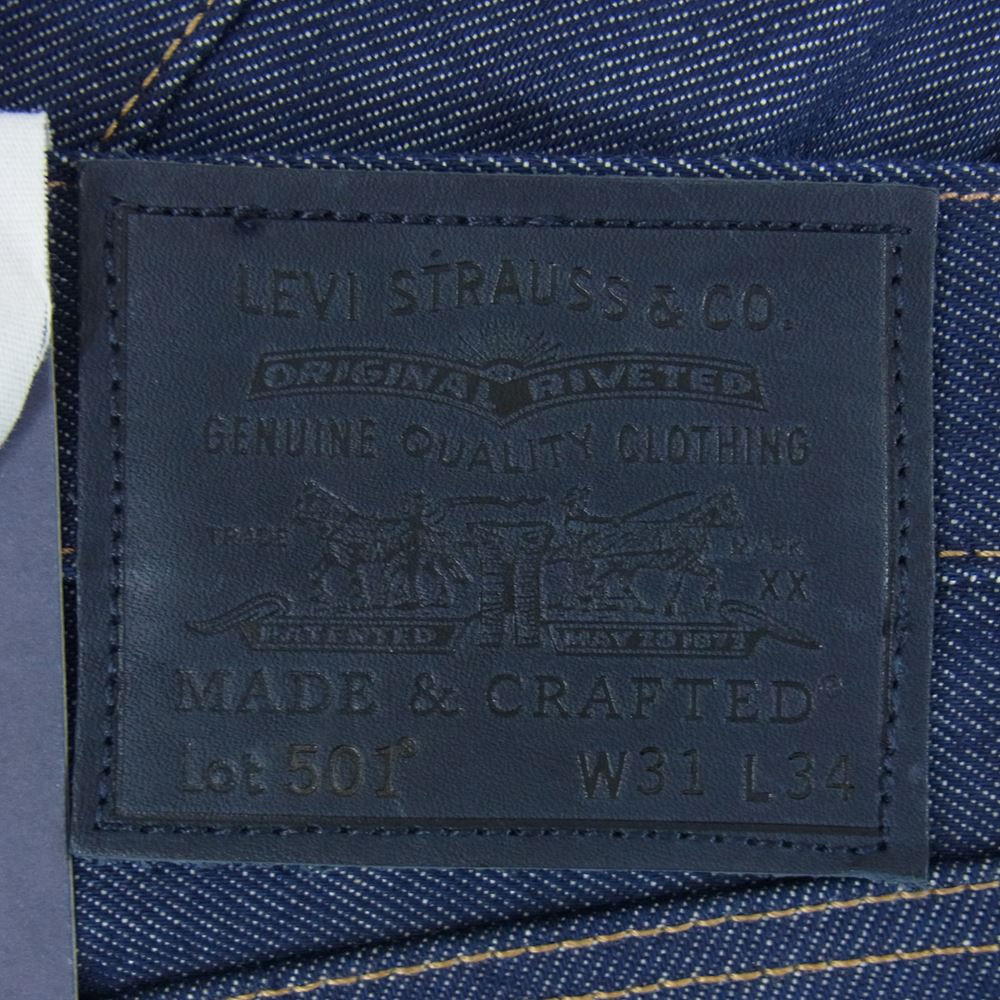 LEVI STRAUSS & CO.
ORIGINAL RIVETED
GENUINE QUALITY CLOTHING
TRADE MARK
XX
PATENTED MAY 20 1873
MADE & CRAFTED®
Lot 501® W31 L34